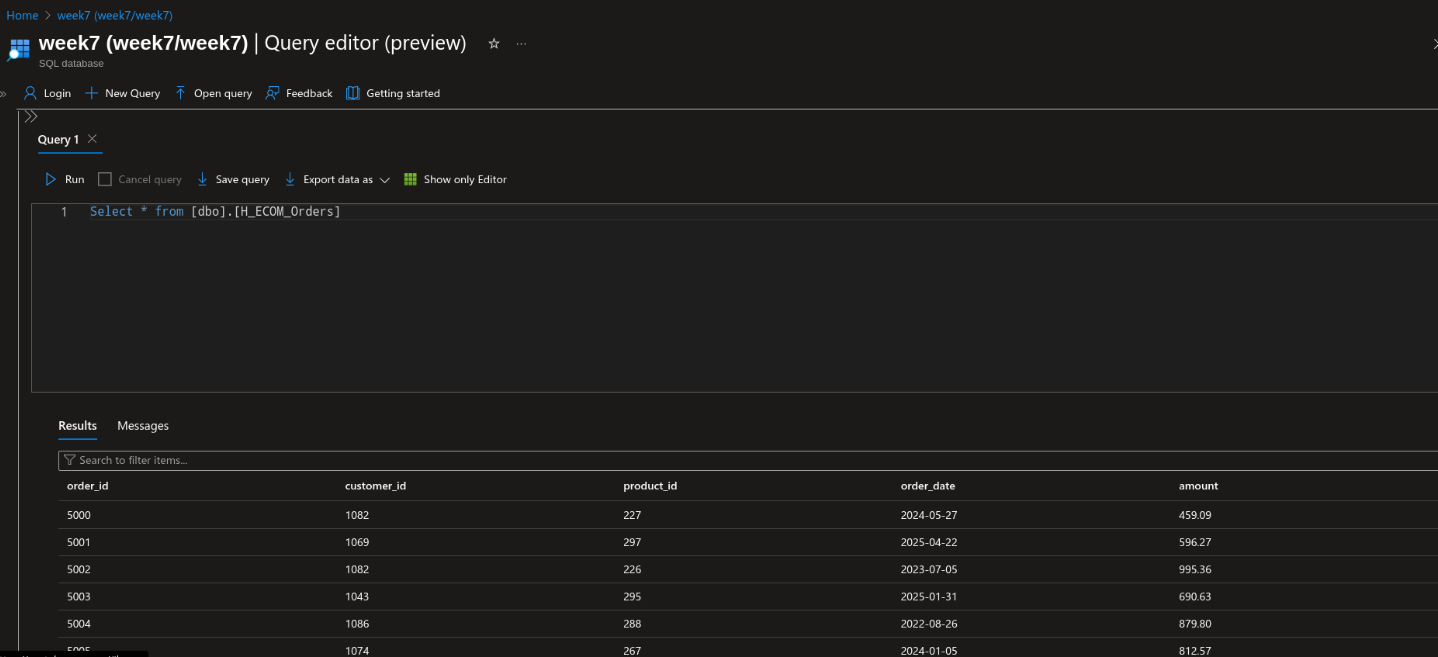 Home > week7 (week7/week7)
week7 (week7/week7) | Query editor (preview)
SQL database
Login New Query Open query Feedback Getting started
Query 1
Run Cancel query Save query Export data as Show only Editor
1 Select * from [dbo].[H_ECOM_Orders]
Results Messages
Search to filter items...
order_id customer_id product_id order_date amount
5000 1082 227 2024-05-27 459.09
5001 1069 297 2025-04-22 596.27
5002 1082 226 2023-07-05 995.36
5003 1043 295 2025-01-31 690.63
5004 1086 288 2022-08-26 879.80
5005 1074 267 2024-01-05 812.57